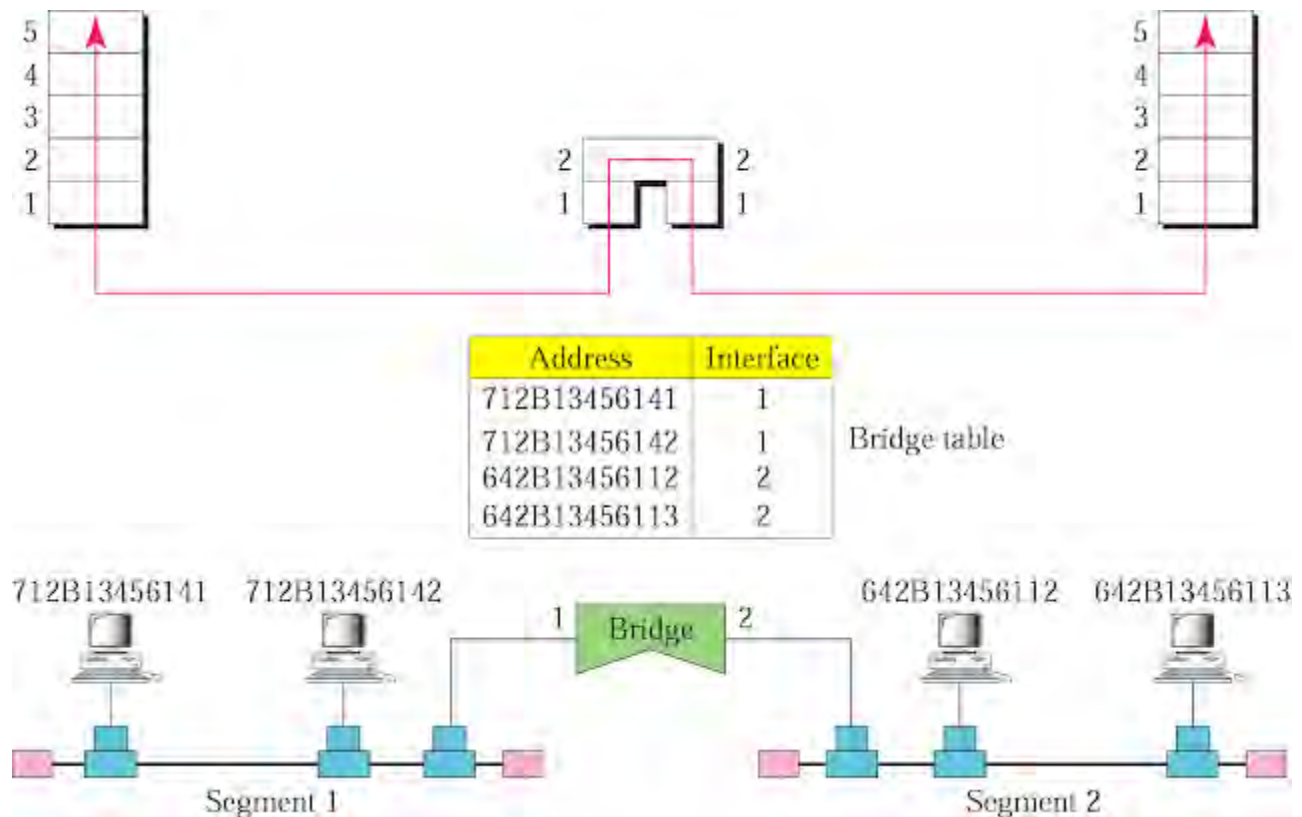 5 5
4 4
3 3
2 2 2 2
1 1 1 1
Address Interface
712B13456141 1
712B13456142 1
Bridge table
642B13456112 2
642B13456113 2
712B13456141 712B13456142 642B13456112 642B13456113
1 Bridge 2
Segment 1 Segment 2